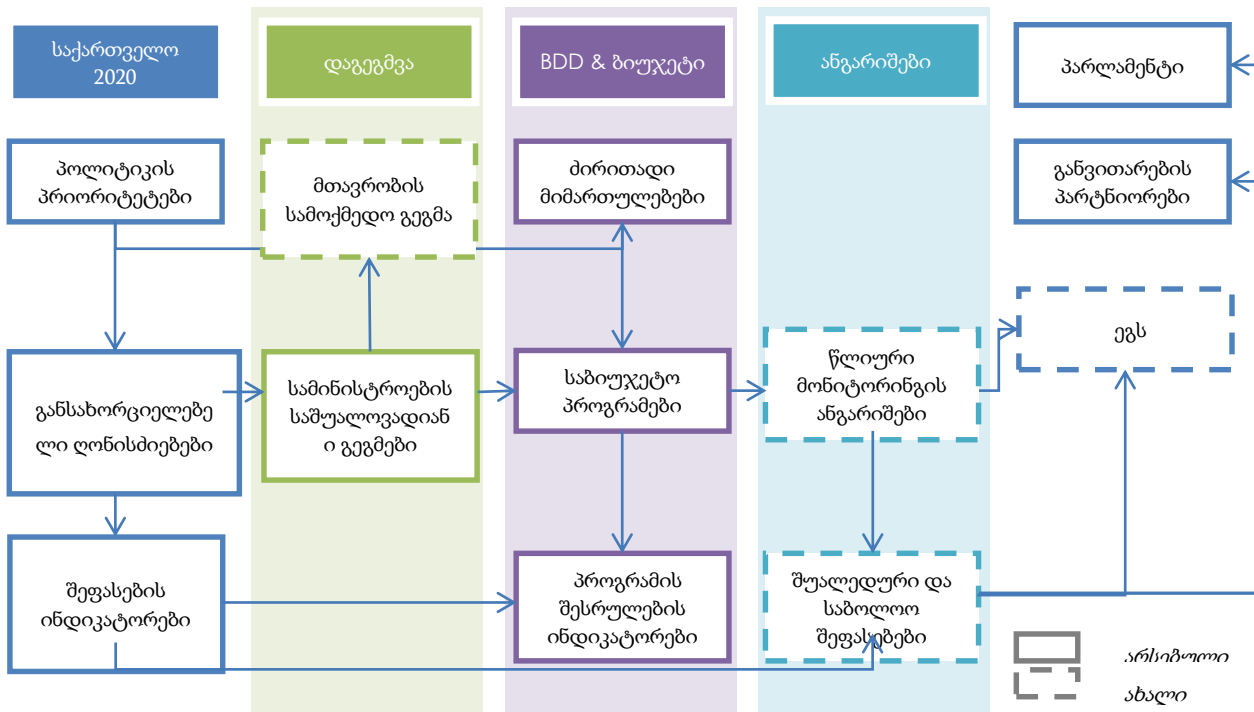 საქართველო
2020
დაგეგმვა
BDD & ბიუჯეტი
ანგარიშები
პარლამენტი
პოლიტიკის
პრიორიტეტები
მთავრობის
სამოქმედო გეგმა
ძირითადი
მიმართულებები
განვითარების
პარტნიორები
განსახორციელებე
ლი ღონისძიებები
სამინისტროების
საშუალოვადიან
ი გეგმები
საბიუჯეტო
პროგრამები
წლიური
მონიტორინგის
ანგარიშები
ეგს
შეფასების
ინდიკატორები
პროგრამის
შესრულების
ინდიკატორები
შუალედური და
საბოლოო
შეფასებები
არსებული
ახალი